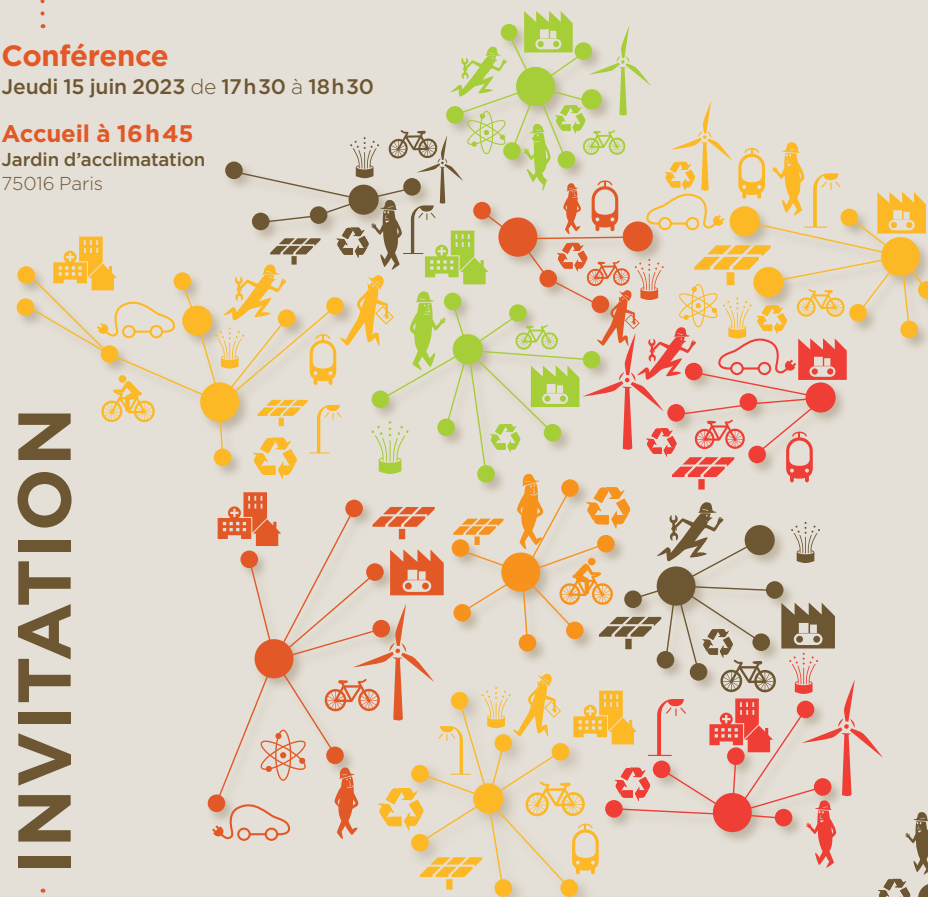 Conférence
Jeudi 15 juin 2023 de 17h30 à 18h30
Accueil à 16h45
Jardin d’acclimatation
75016 Paris
INVITATION